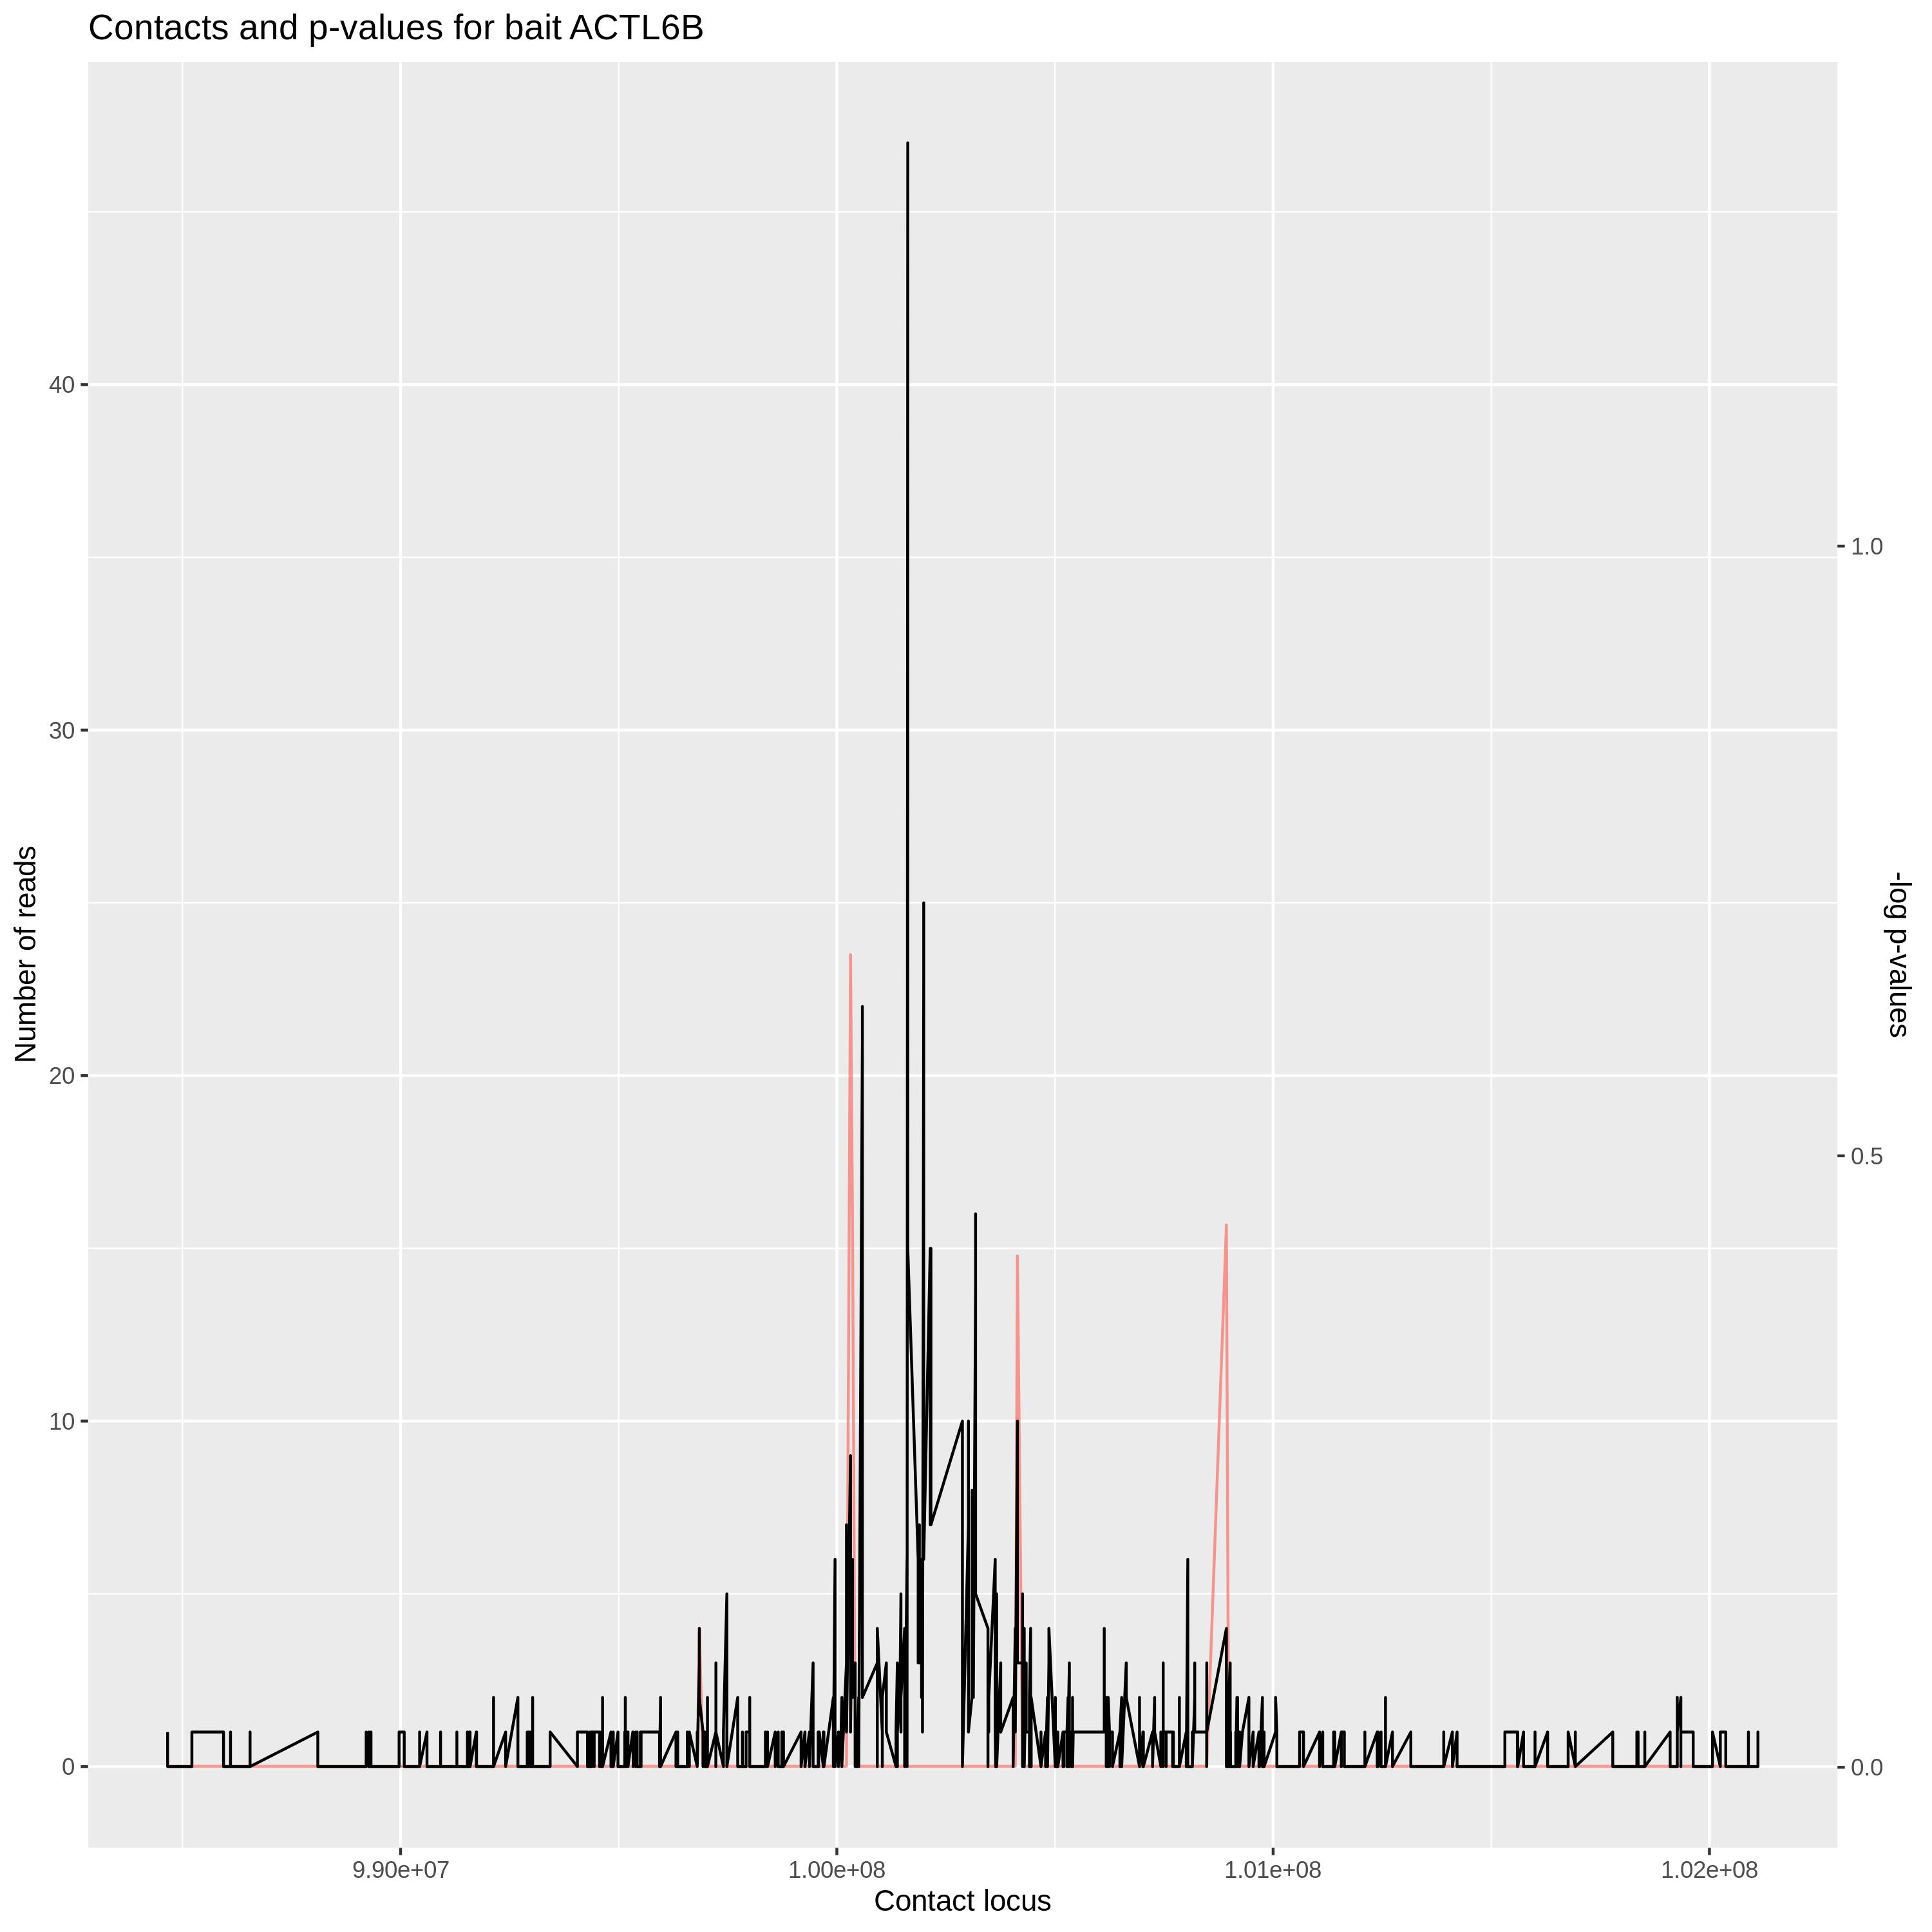 Contacts and p-values for bait ACTL6B
40
30
20
10
0
Number of reads
1.0
0.5
0.0
-log p-values
9.90e+07
1.00e+08
1.01e+08
1.02e+08
Contact locus